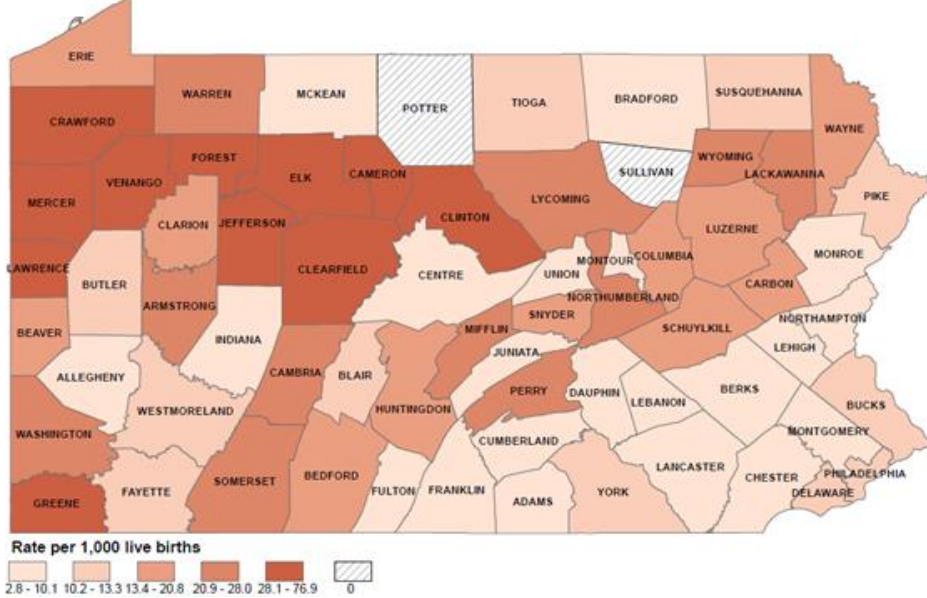 ERIE
WARREN
MCKEAN
POTTER
TIOGA
BRADFORD
SUSQUEHANNA
WAYNE
CRAWFORD
FOREST
ELK
CAMERON
SULLIVAN
WYOMING
LACKAWANNA
VENANGO
MERCER
CLARION
JEFFERSON
CLINTON
LYCOMING
PIKE
LUZERNE
LAWRENCE
CLEARFIELD
CENTRE
UNION
MONTOUR
COLUMBIA
MONROE
BUTLER
ARMSTRONG
NORTHUMBERLAND
CARBON
BEAVER
INDIANA
MIFFLIN
SNYDER
SCHUYLKILL
NORTHAMPTON
ALLEGHENY
CAMBRIA
BLAIR
JUNIATA
LEHIGH
WESTMORELAND
HUNTINGDON
PERRY
DAUPHIN
LEBANON
BERKS
BUCKS
WASHINGTON
CUMBERLAND
MONTGOMERY
GREENE
FAYETTE
SOMERSET
BEDFORD
FULTON
FRANKLIN
ADAMS
YORK
LANCASTER
CHESTER
PHILADELPHIA
DELAWARE
Rate per 1,000 live births
2.8 - 10.1 10.2 - 13.3 13.4 - 20.8 20.9 - 28.0 28.1 - 76.9 0